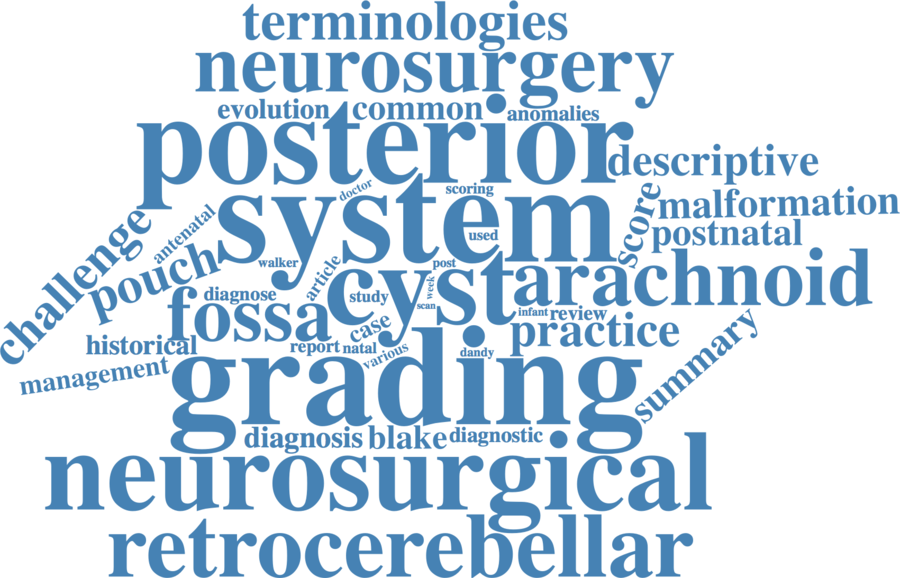 terminologies
neurosurgery
evolution common anomalies
posterior
descriptive
doctor scoring
system
score
malformation
antenatal
used
postnatal
challenge
pouch
walker
article
post
cyst
arachnoid
diagnose
study
week
scan
fossa
case
infant review
practice
historical
report natal
various
dandy
management
grading
summary
diagnosis blake diagnostic
neurosurgical
retrocerebellar